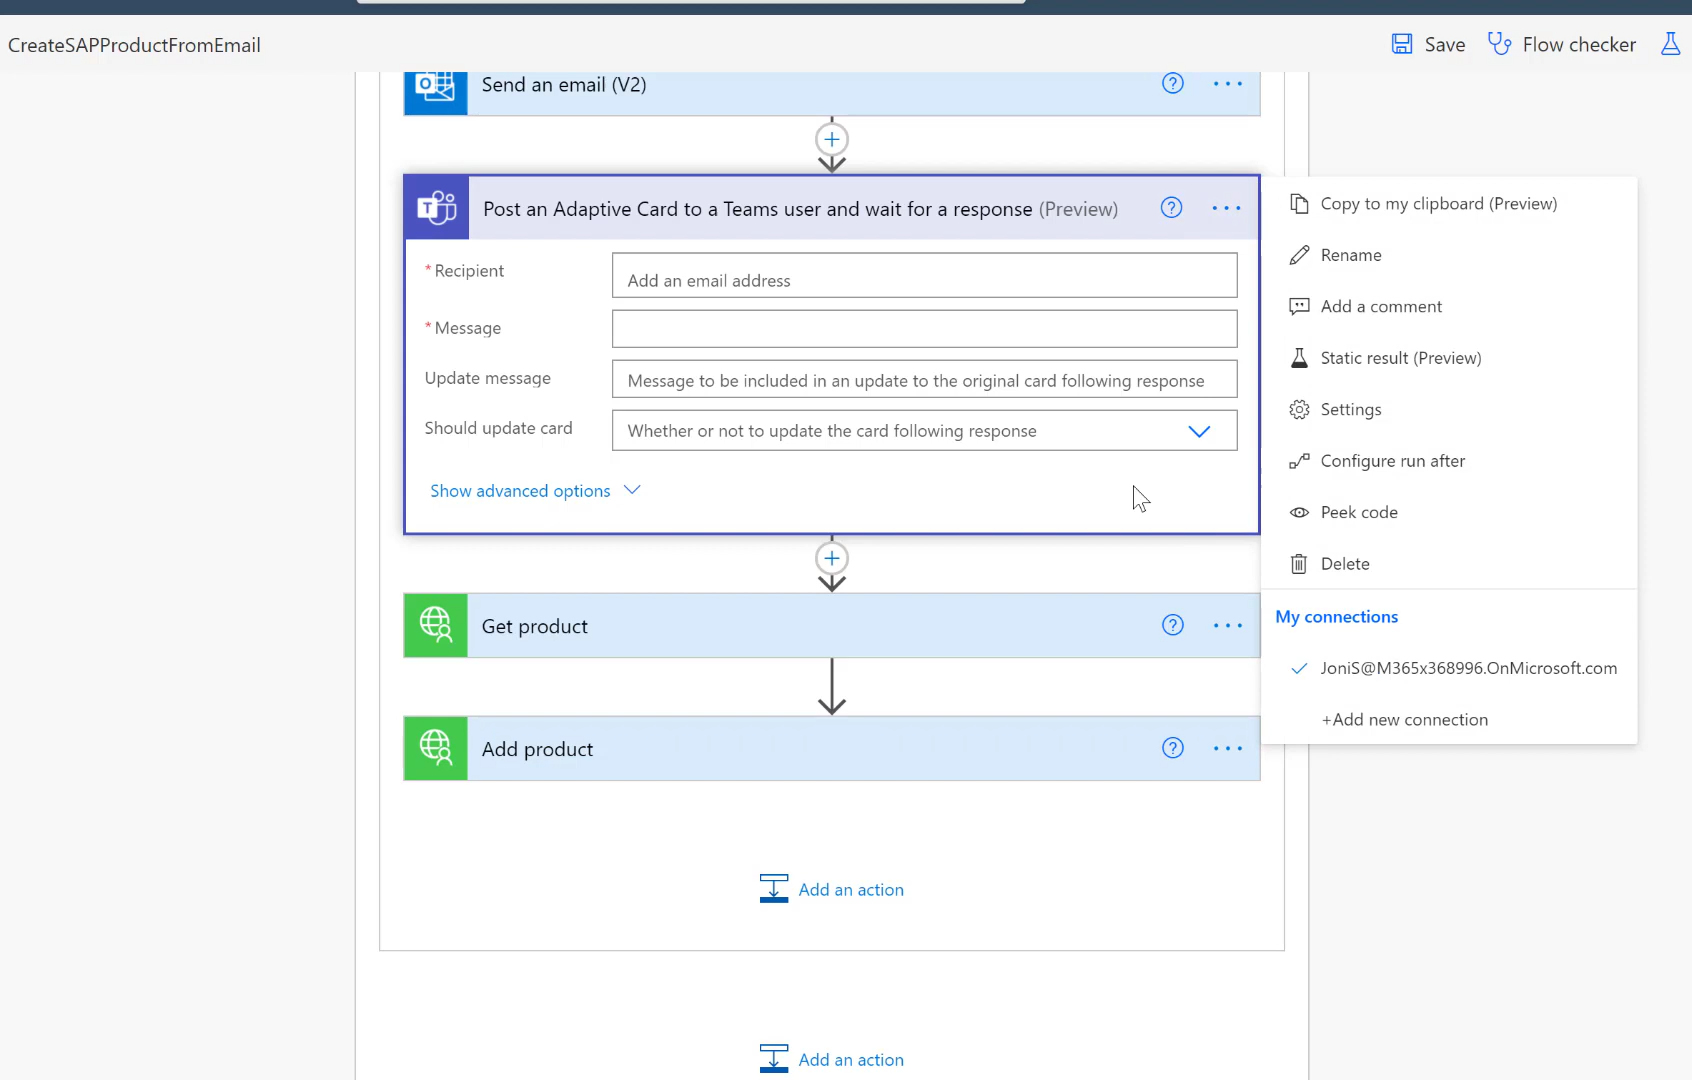 CreateSAPProductFromEmail
Save
Flow checker
Send an email (V2)
Post an Adaptive Card to a Teams user and wait for a response (Preview)
* Recipient
Add an email address
* Message
Update message
Message to be included in an update to the original card following response
Should update card
Whether or not to update the card following response
Show advanced options
Get product
Add product
Add an action
Add an action
Copy to my clipboard (Preview)
Rename
Add a comment
Static result (Preview)
Settings
Configure run after
Peek code
Delete
My connections
JoniS@M365x368996.OnMicrosoft.com
+Add new connection